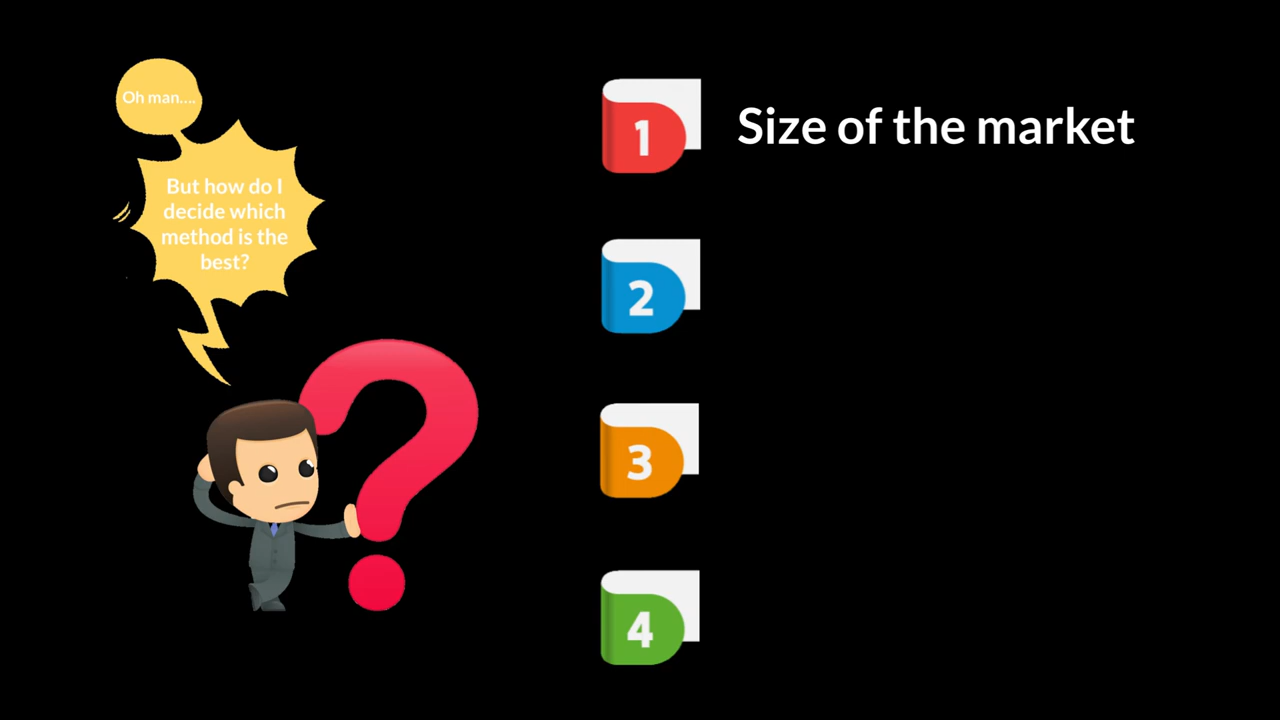 Oh man....
But how do I
decide which
method is the
best?
1 Size of the market
2
3
4